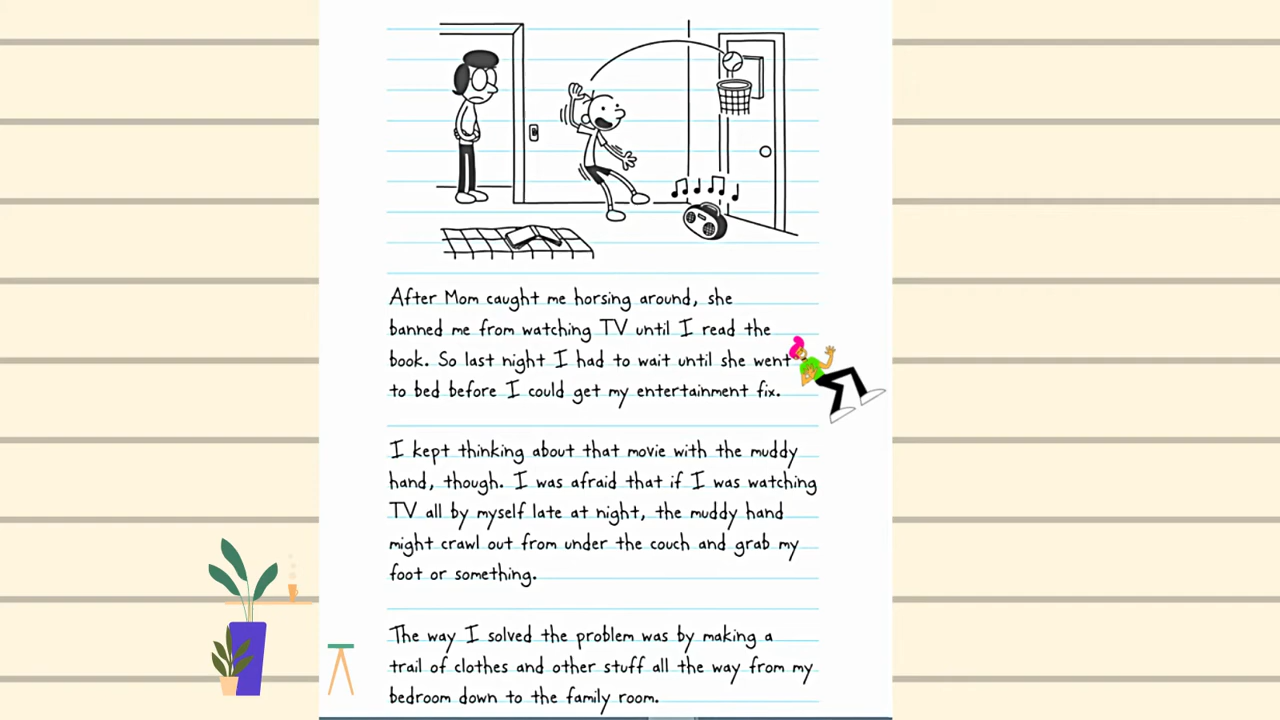 After Mom caught me horsing around, she
banned me from watching TV until I read the
book. So last night I had to wait until she went
to bed before I could get my entertainment fix.
I kept thinking about that movie with the muddy
hand, though. I was afraid that if I was watching
TV all by myself late at night, the muddy hand
might crawl out from under the couch and grab my
foot or something.
The way I solved the problem was by making a
trail of clothes and other stuff all the way from my
bedroom down to the family room.